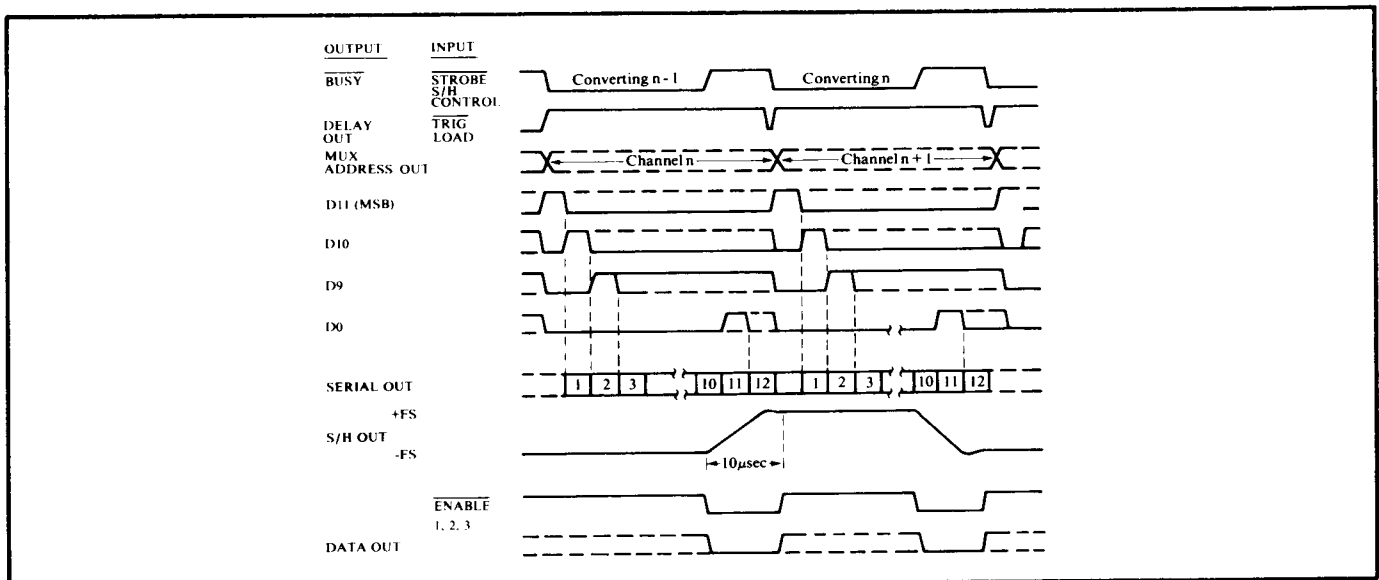 OUTPUT INPUT
BUSY STROBE Converting n - 1 Converting n
S/H
CONTROL
DELAY TRIG
OUT LOAD
MUX
ADDRESS OUT Channel n Channel n + 1
D11 (MSB)
D10
D9
D0
SERIAL OUT 1 2 3 10 11 12 1 2 3 10 11 12
+FS
S/H OUT
-FS
10μsec
ENABLE
1, 2, 3
DATA OUT